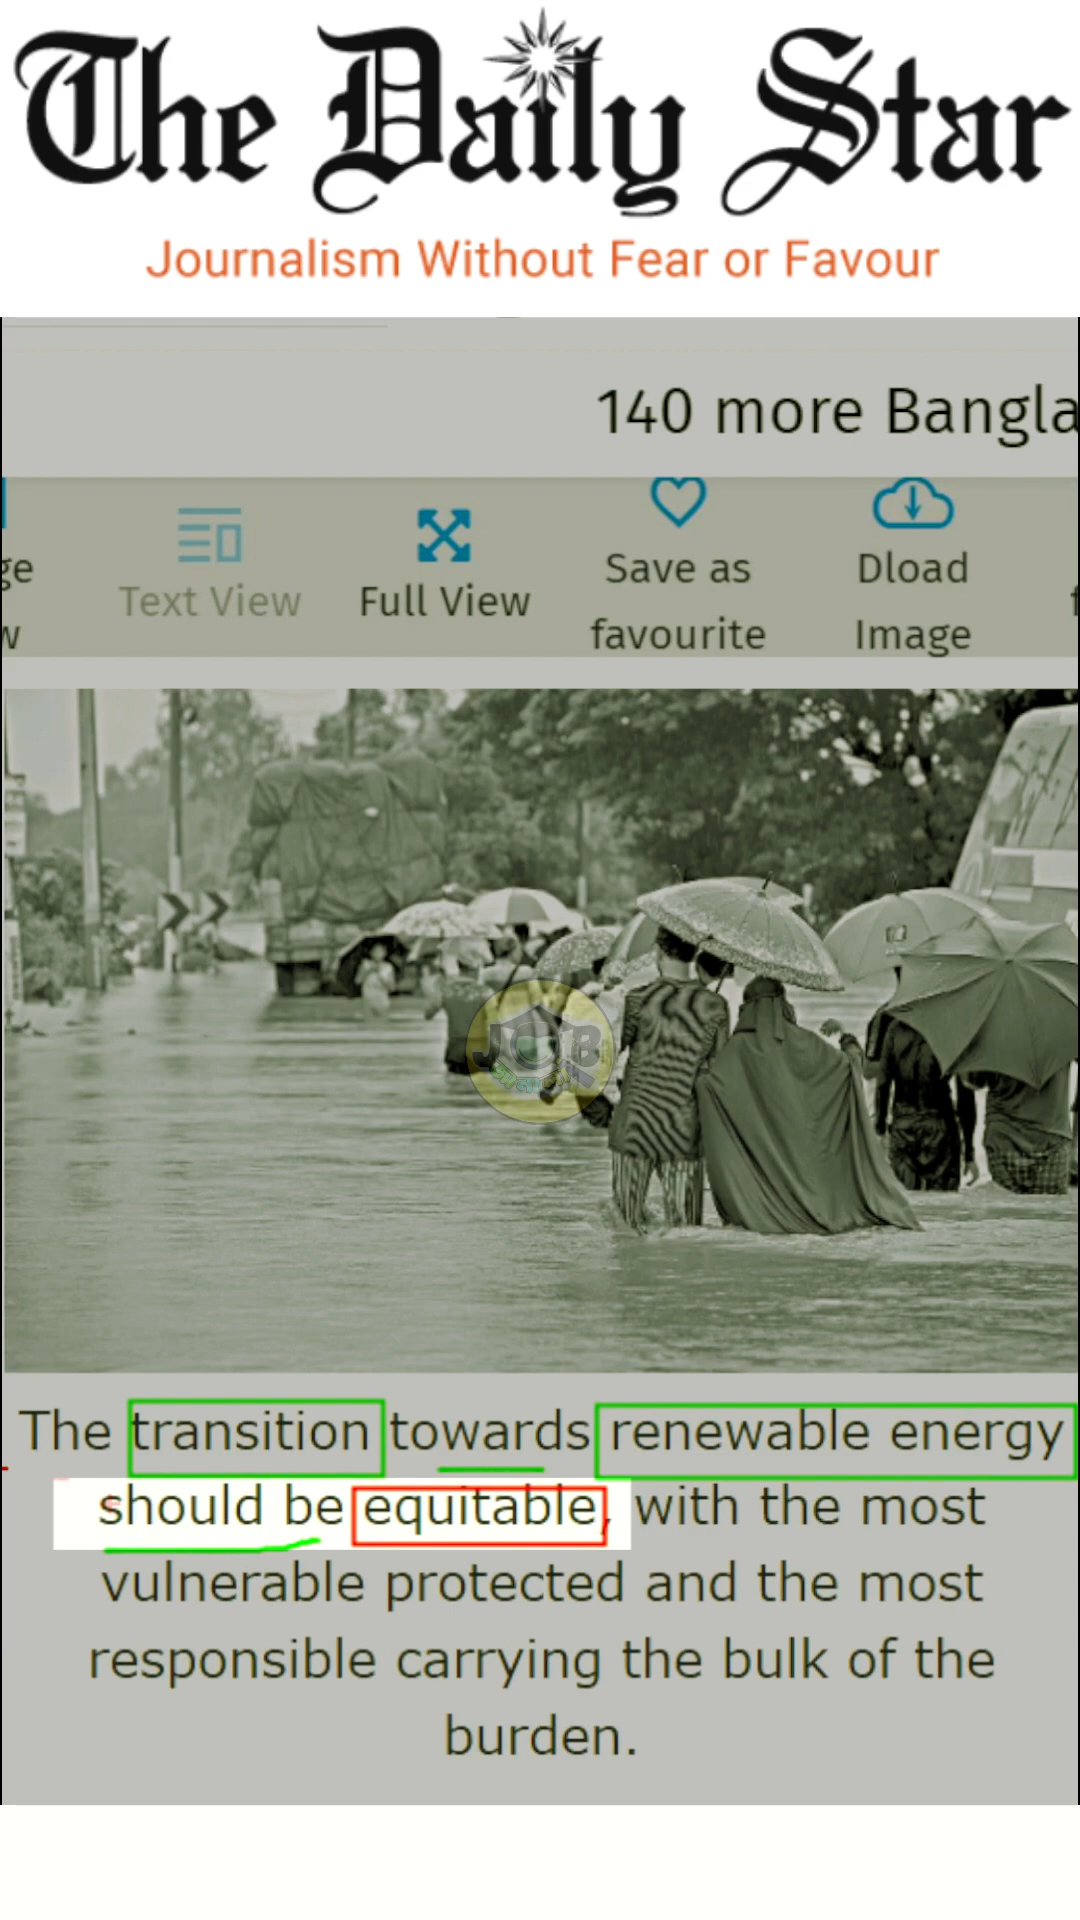 The Daily Star
Journalism Without Fear or Favour
140 more Bangla
ge
Text View
Full View
Save as
favourite
Dload
Image
JOB
The transition towards renewable energy
should be equitable, with the most
vulnerable protected and the most
responsible carrying the bulk of the
burden.